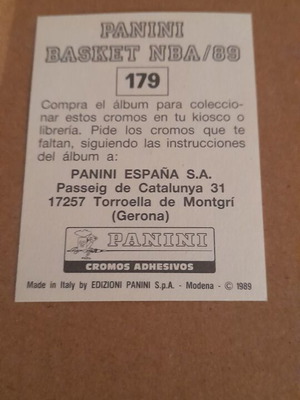 PANINI
BASKET NBA/89
179
Compra el álbum para coleccio-
nar estos cromos en tu kiosco o
librería. Pide los cromos que te
faltan, siguiendo las instrucciones
del álbum a:
PANINI ESPAÑA S.A.
Passeig de Catalunya 31
17257 Torroella de Montgrí
(Gerona)
PANINI
CROMOS ADHESIVOS
Made in Italy by EDIZIONI PANINI S.p.A. - Modena - © 1989